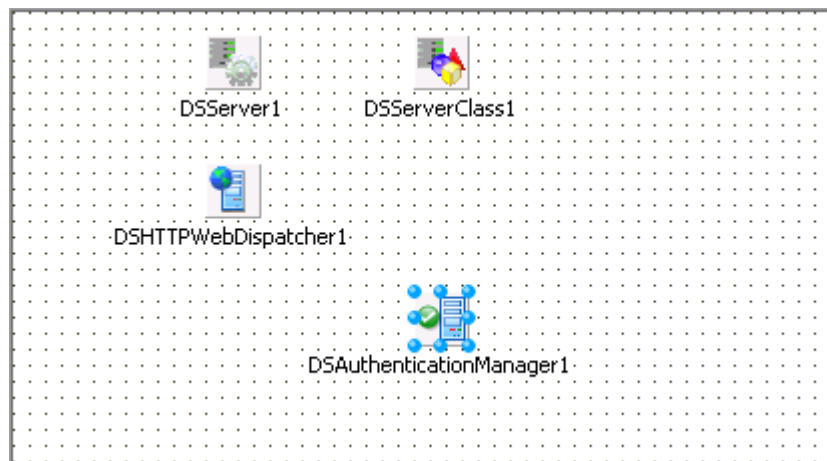 DSServer1
DSServerClass1
DSHTTPWebDispatcher1
DSAuthenticationManager1